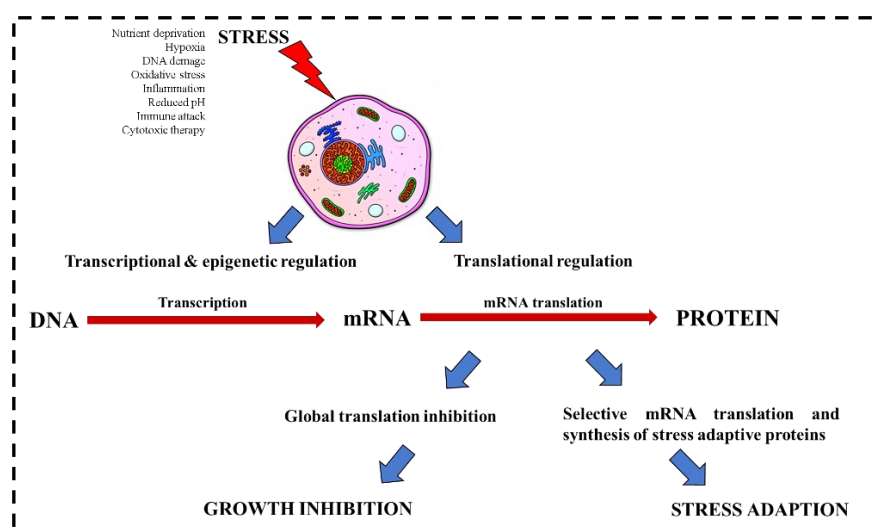 Nutrient deprivation
STRESS
Hypoxia
DNA demage
Oxidative stress
Inflammation
Reduced pH
Immune attack
Cytotoxic therapy
Transcriptional & epigenetic regulation
Translational regulation
Transcription
mRNA translation
DNA
mRNA
PROTEIN
Global translation inhibition
Selective mRNA translation and
synthesis of stress adaptive proteins
GROWTH INHIBITION
STRESS ADAPTION